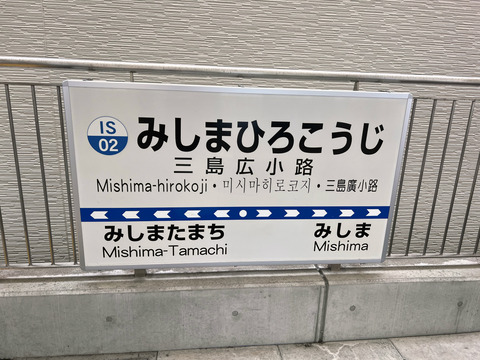 IS
02
みしまひろこうじ
三島広小路
Mishima-hirokoji・미시마히로코지・三島廣小路
みしまたまち みしま
Mishima-Tamachi Mishima